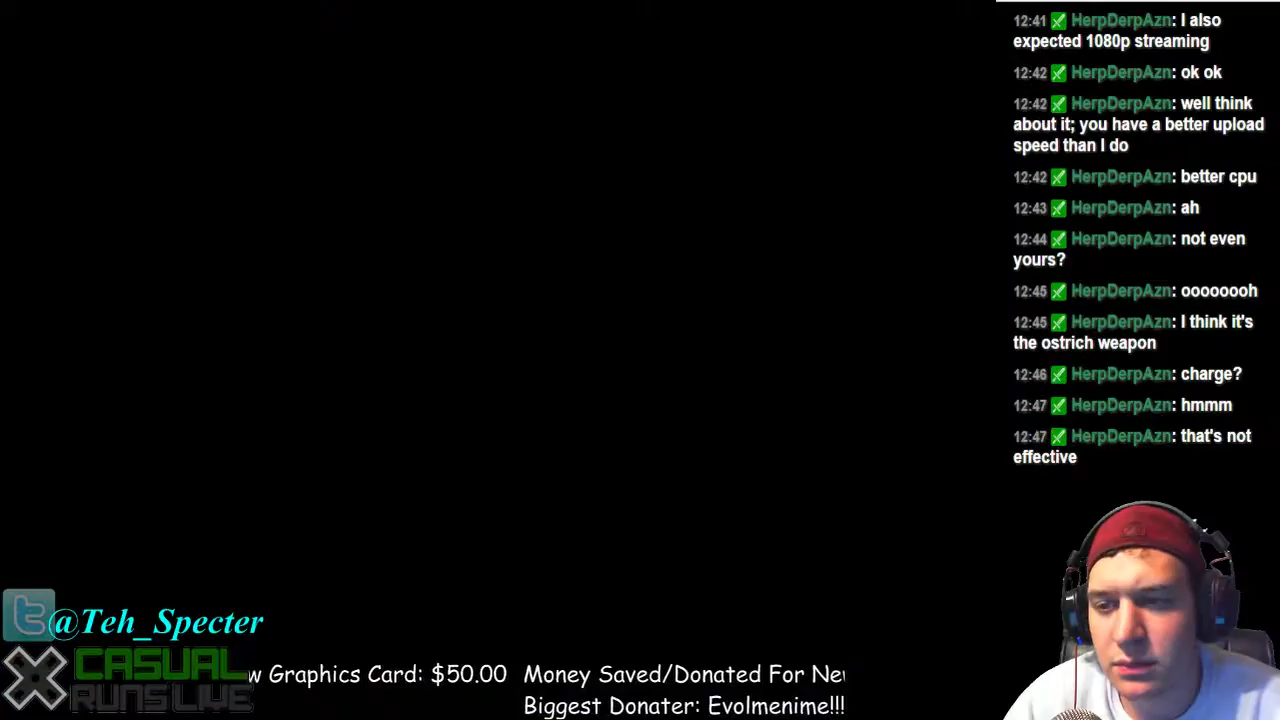 12:41 HerpDerpAzn: I also
expected 1080p streaming
12:42 HerpDerpAzn: ok ok
12:42 HerpDerpAzn: well think
about it; you have a better upload
speed than I do
12:42 HerpDerpAzn: better cpu
12:43 HerpDerpAzn: ah
12:44 HerpDerpAzn: not even
yours?
12:45 HerpDerpAzn: oooooooh
12:45 HerpDerpAzn: I think it's
the ostrich weapon
12:46 HerpDerpAzn: charge?
12:47 HerpDerpAzn: hmmm
12:47 HerpDerpAzn: that's not
effective
@Teh_Specter
CASUAL
RUNS LIVE
w Graphics Card: $50.00 Money Saved/Donated For New
Biggest Donater: Evolmenime!!!